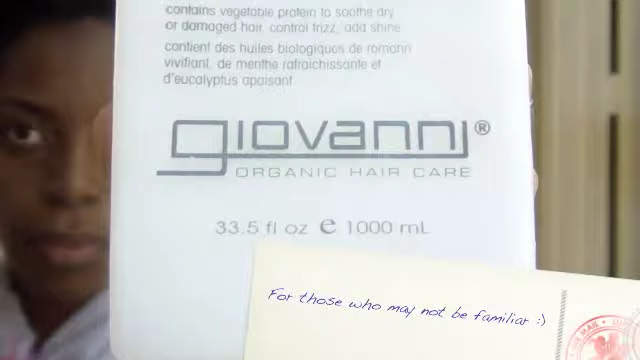 contains vegetable protein to soothe dry
or damaged hair, control frizz, add shine
contient des huiles biologiques de romarin
vivifiant, de menthe rafraichissante et
d'eucalyptus apaisant
giovanni®
ORGANIC HAIR CARE
33.5 fl oz e 1000 mL
For those who may not be familiar :)
MAIL